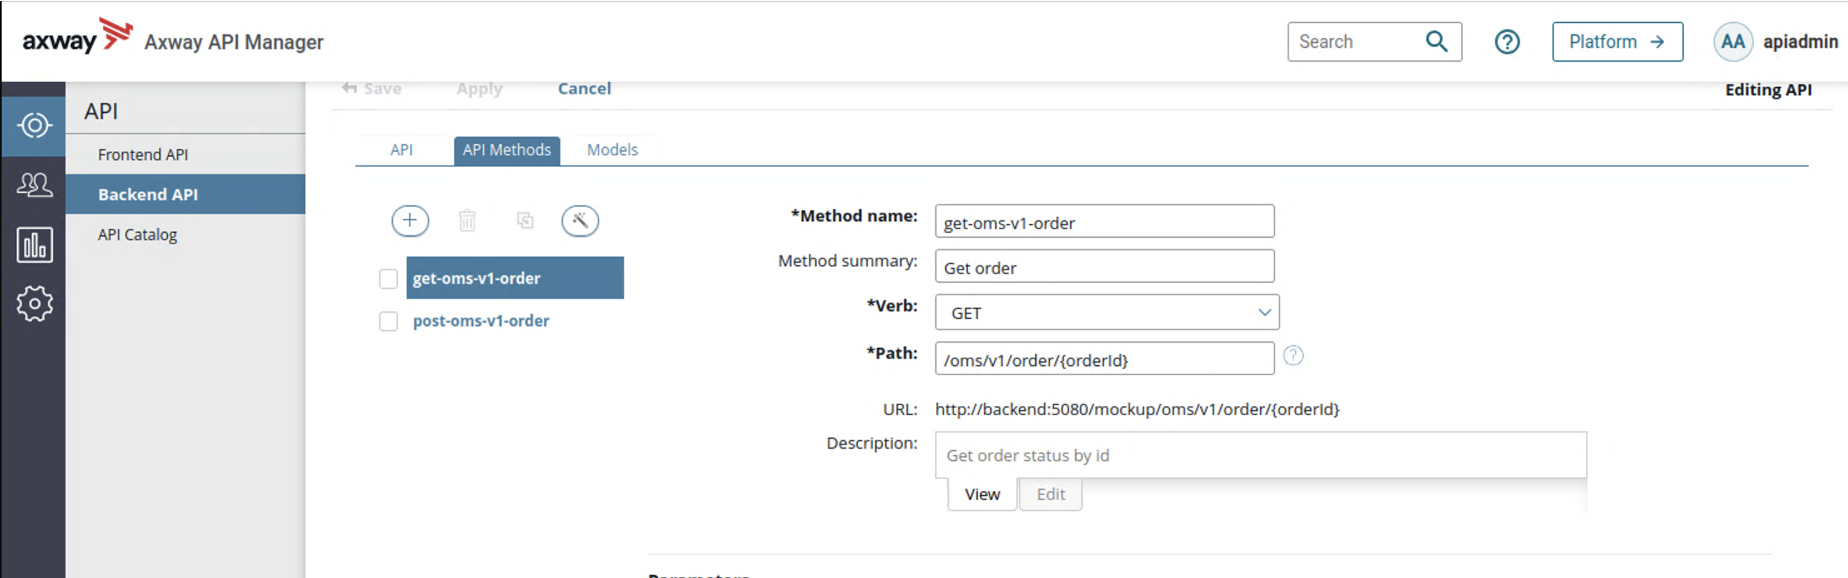 axway Axway API Manager Search Platform → AA apiadmin
Save Apply Cancel Editing API
API
Frontend API
Backend API
API Catalog
API API Methods Models
get-oms-v1-order
post-oms-v1-order
*Method name: get-oms-v1-order
Method summary: Get order
*Verb: GET
*Path: /oms/v1/order/{orderId} ?
URL: http://backend:5080/mockup/oms/v1/order/{orderId}
Description: Get order status by id
View Edit
Parameters